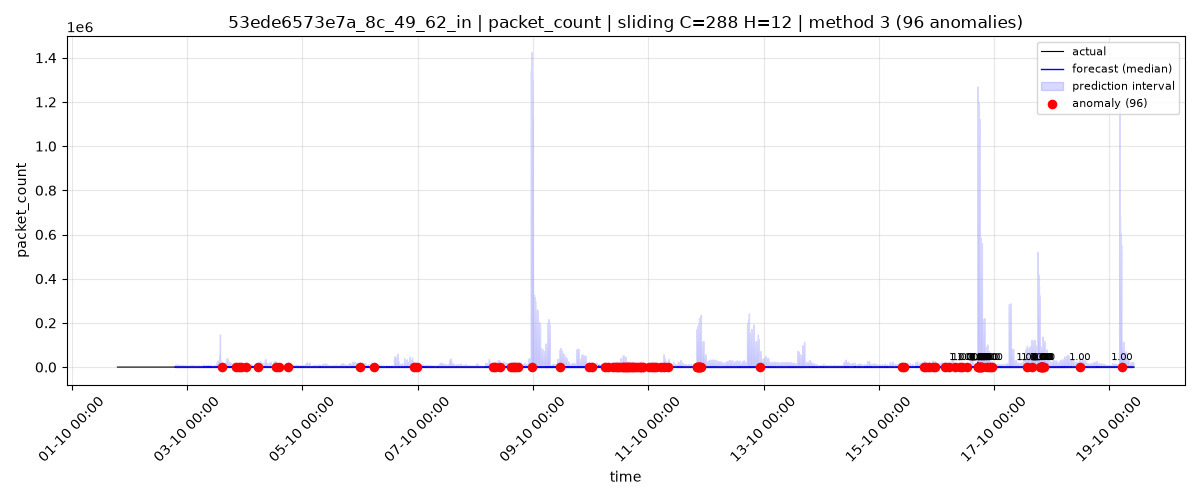 53ede6573e7a_8c_49_62_in | packet_count | sliding C=288 H=12 | method 3 (96 anomalies)
1e6
actual
forecast (median)
prediction interval
anomaly (96)
1.4
1.2
1.0
0.8
0.6
0.4
0.2
0.0
packet_count
1.00
1.00
01-10 00:00
03-10 00:00
05-10 00:00
07-10 00:00
09-10 00:00
11-10 00:00
13-10 00:00
15-10 00:00
17-10 00:00
19-10 00:00
time